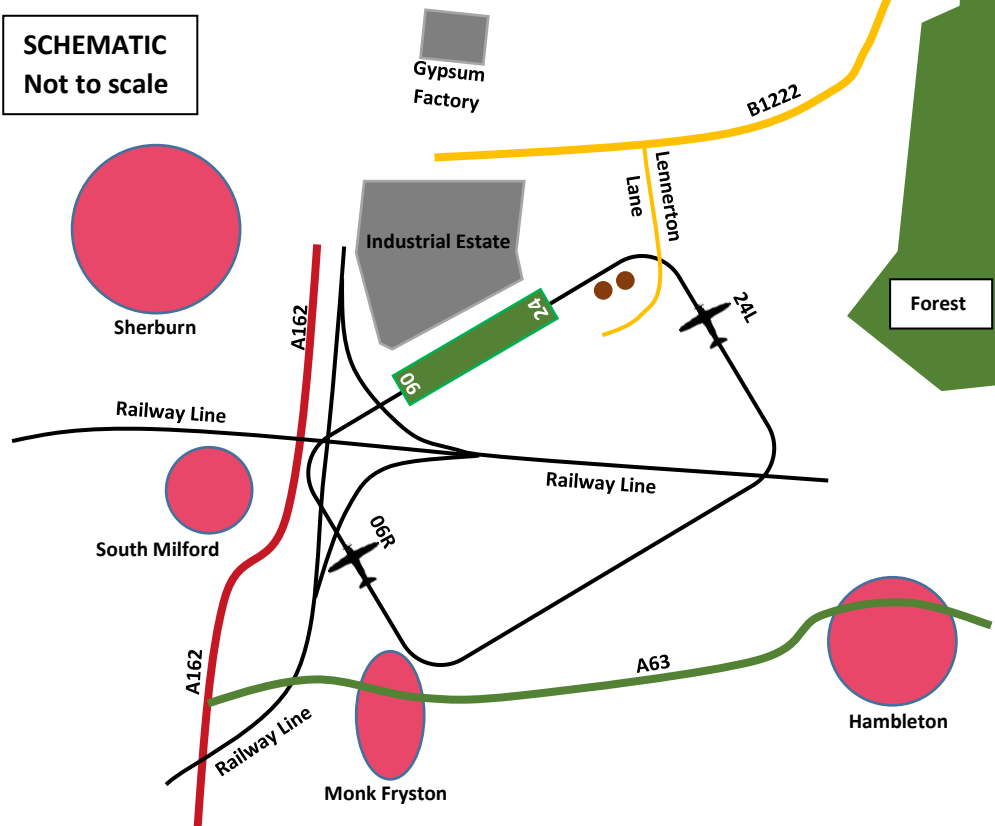 SCHEMATIC
Not to scale
Gypsum
Factory
B1222
Lennerton
Lane
Industrial Estate
Sherburn
A162
24
24L
Forest
06
Railway Line
Railway Line
South Milford
06R
A162
A63
Railway Line
Hambleton
Monk Fryston